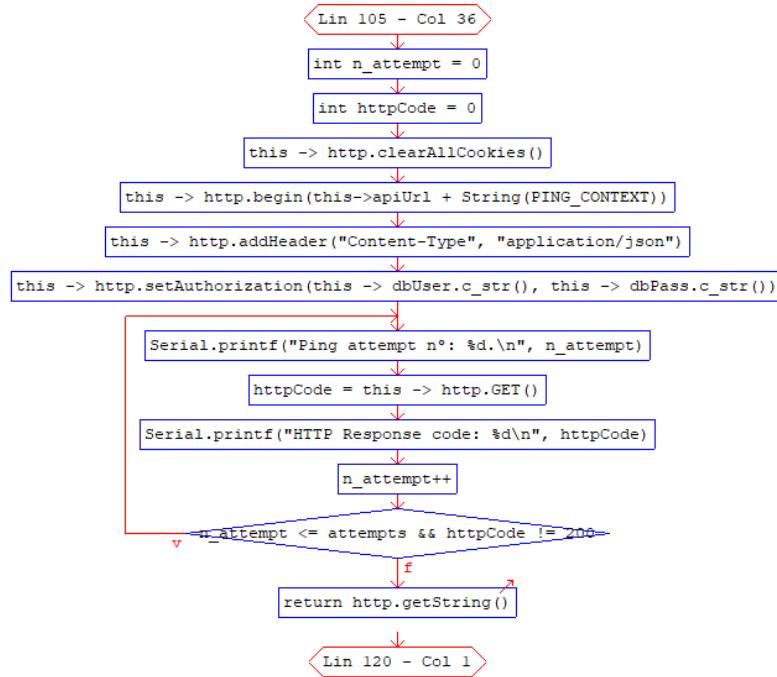 Lin 105 - Col 36
int n_attempt = 0
int httpCode = 0
this -> http.clearAllCookies()
this -> http.begin(this->apiUrl + String(PING_CONTEXT))
this -> http.addHeader("Content-Type", "application/json")
this -> http.setAuthorization(this -> dbUser.c_str(), this -> dbPass.c_str())
Serial.printf("Ping attempt nº: %d.\n", n_attempt)
httpCode = this -> http.GET()
Serial.printf("HTTP Response code: %d\n", httpCode)
n_attempt++
n_attempt <= attempts && httpCode != 200
v
f
return http.getString()
Lin 120 - Col 1